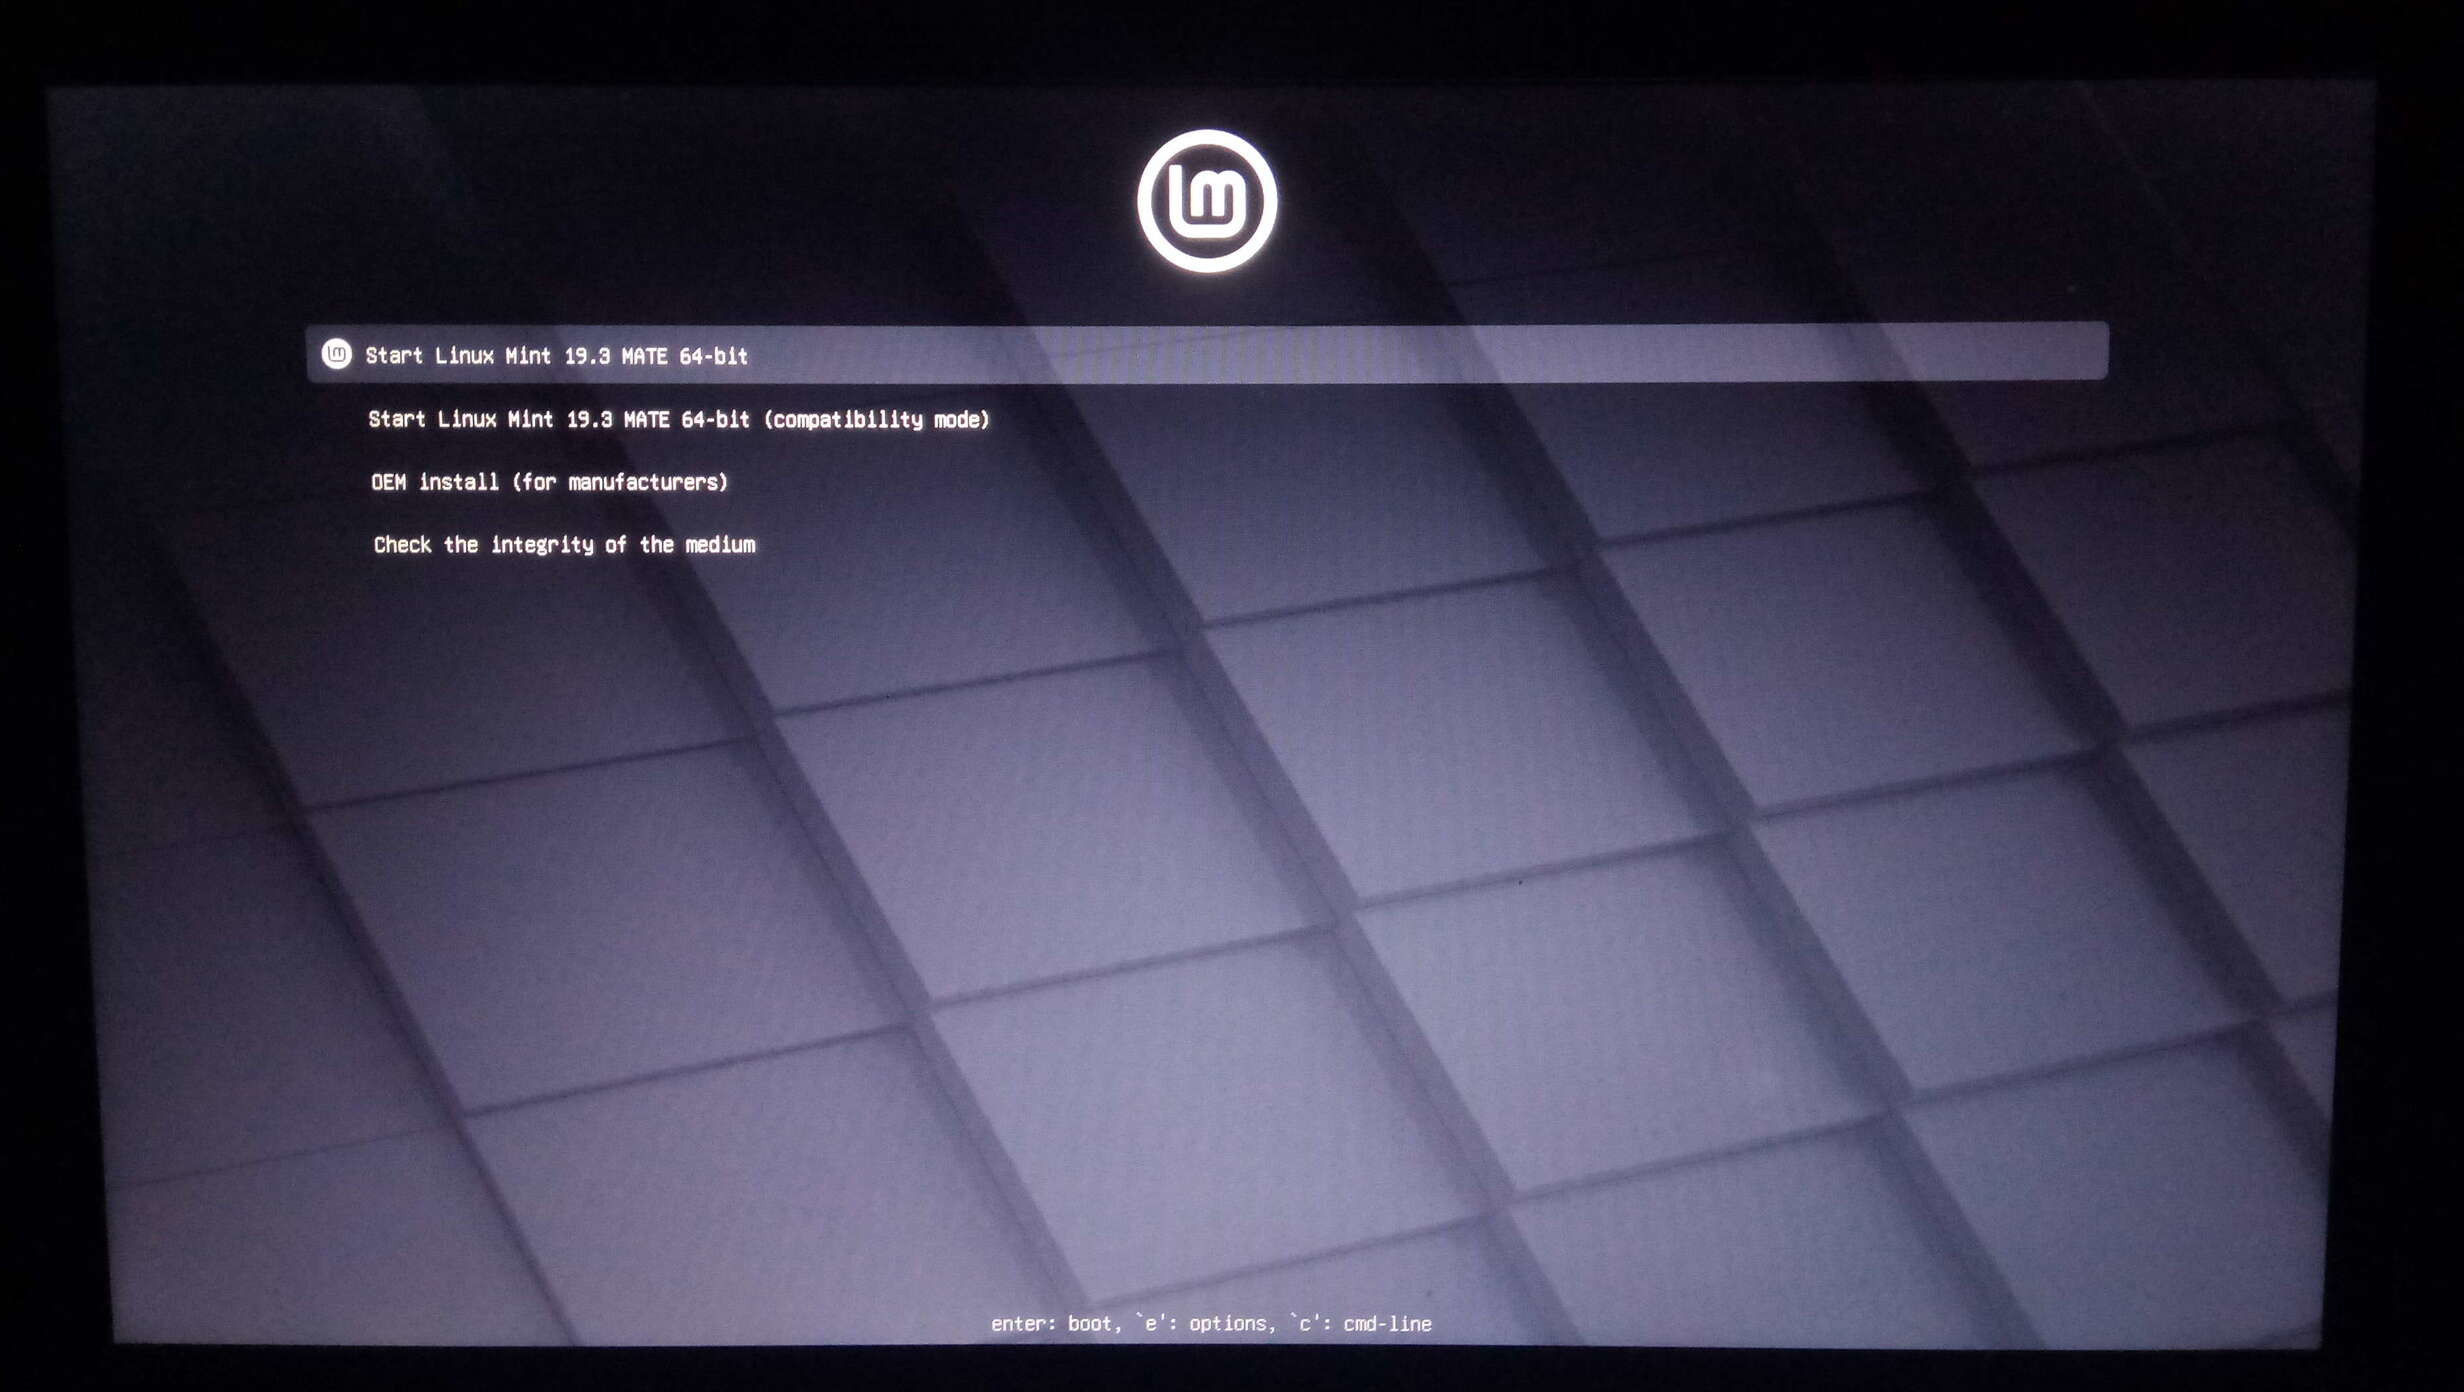 lm
Start Linux Mint 19.3 MATE 64-bit
Start Linux Mint 19.3 MATE 64-bit (compatibility mode)
OEM install (for manufacturers)
Check the integrity of the medium
enter: boot, `e': options, `c': cmd-line